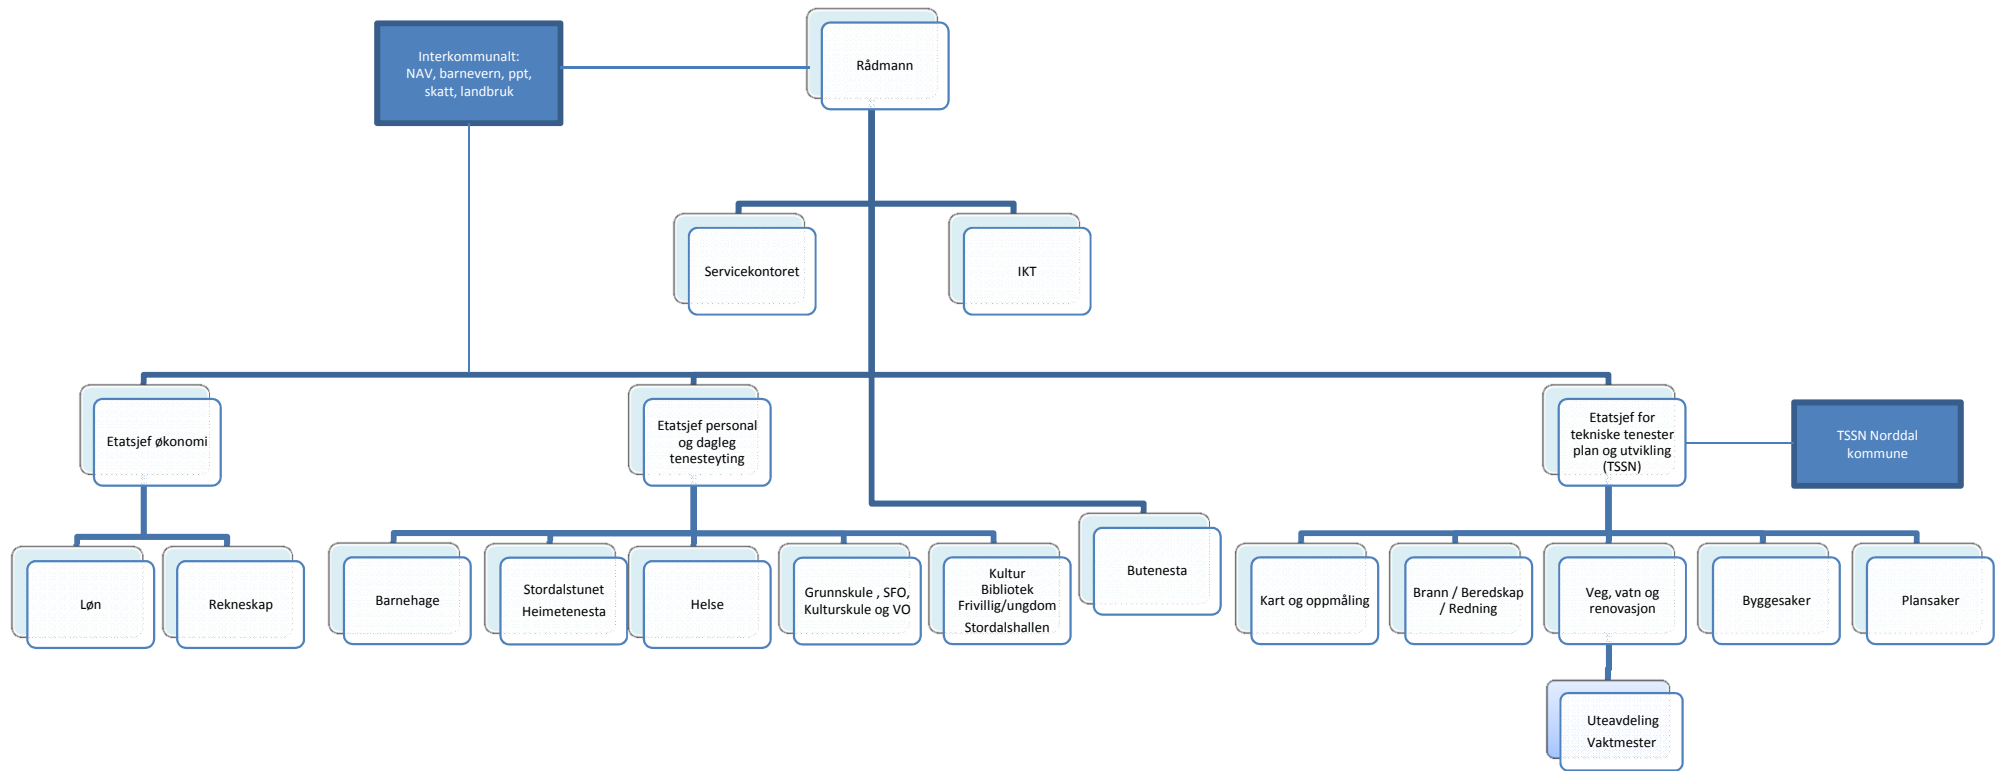 Interkommunalt:
NAV, barnevern, ppt,
skatt, landbruk
Rådmann
Servicekontoret
IKT
Etatsjef økonomi
Etatsjef personal
og dagleg
tenesteyting
Etatsjef for
tekniske tenester
plan og utvikling
(TSSN)
TSSN Norddal
kommune
Løn
Rekneskap
Barnehage
Stordalstunet
Heimetenesta
Helse
Grunnskule , SFO,
Kulturskule og VO
Kultur
Bibliotek
Frivillig/ungdom
Stordalshallen
Butenesta
Kart og oppmåling
Brann / Beredskap
/ Redning
Veg, vatn og
renovasjon
Byggesaker
Plansaker
Uteavdeling
Vaktmester